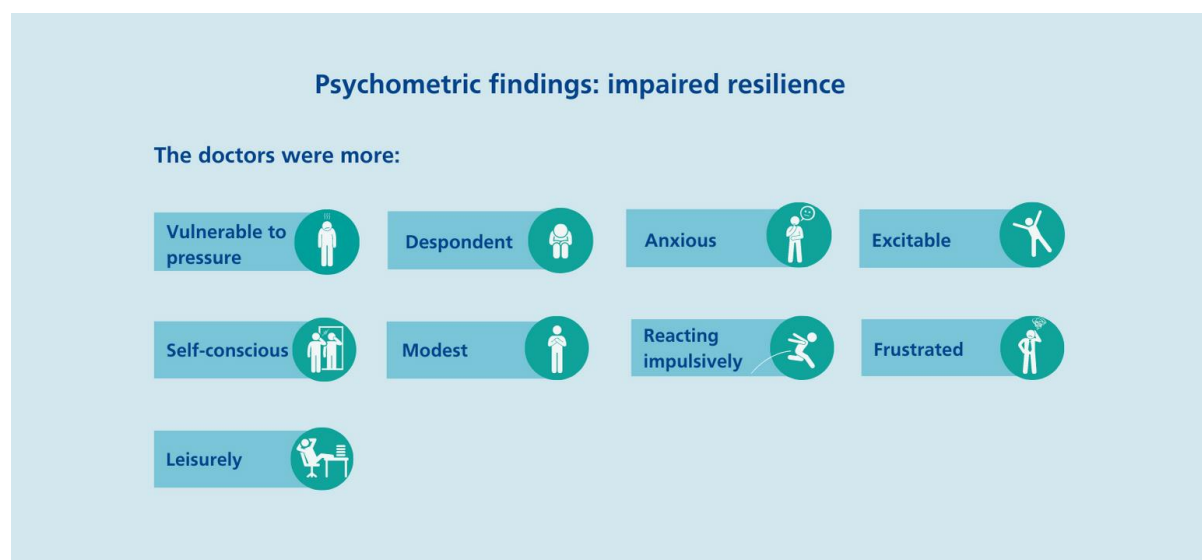 Psychometric findings: impaired resilience
The doctors were more:
Vulnerable to
pressure
Despondent
Anxious
Excitable
Self-conscious
Modest
Reacting
impulsively
Frustrated
Leisurely